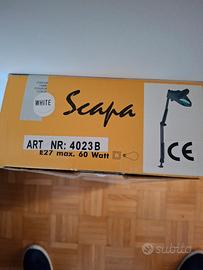 WHITE
Scapa
ART NR: 4023B
E27 max. 60 Watt
CE
subito